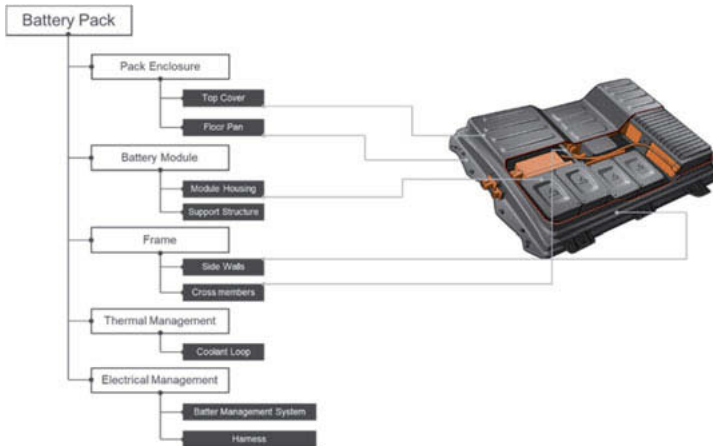 Battery Pack
Pack Enclosure
Top Cover
Floor Pan
Battery Module
Module Housing
Support Structure
Frame
Side Walls
Cross members
Thermal Management
Coolant Loop
Electrical Management
Batter Management System
Harness